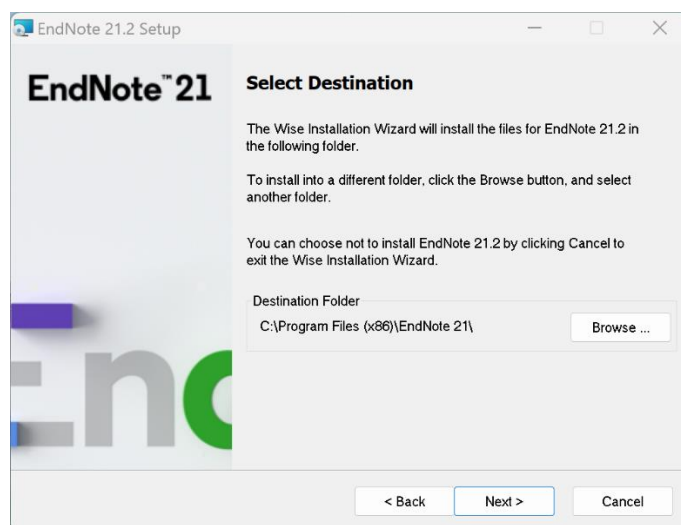 EndNote 21.2 Setup
EndNote™ 21
Select Destination
The Wise Installation Wizard will install the files for EndNote 21.2 in
the following folder.
To install into a different folder, click the Browse button, and select
another folder.
You can choose not to install EndNote 21.2 by clicking Cancel to
exit the Wise Installation Wizard.
Destination Folder
C:\Program Files (x86)\EndNote 21\
Browse ...
< Back
Next >
Cancel